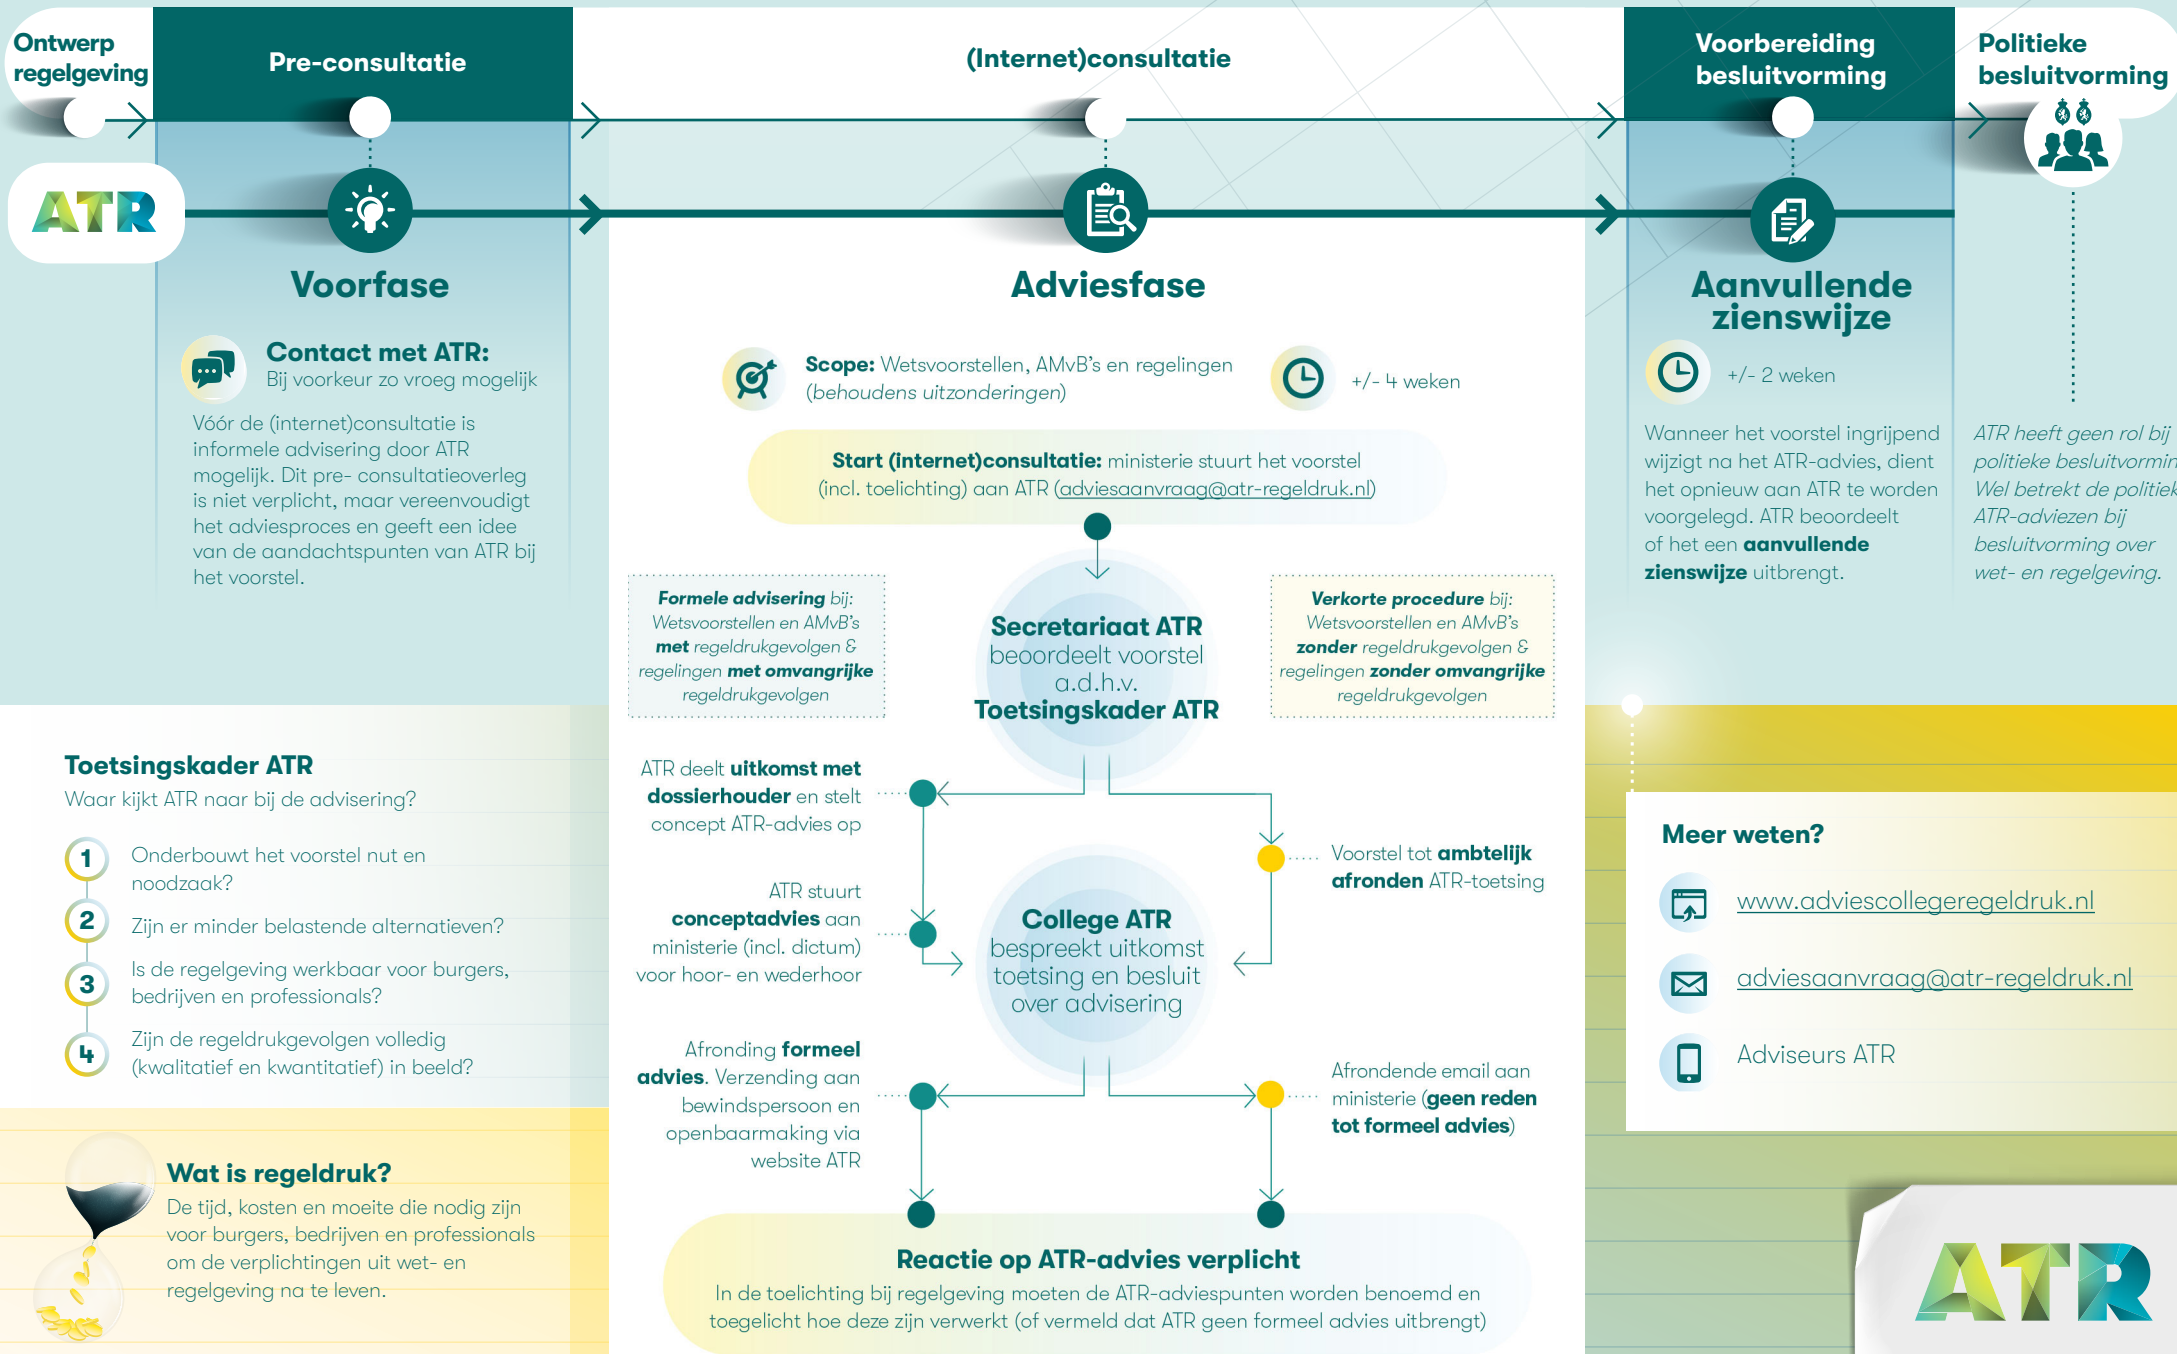 Ontwerp
regelgeving
Pre-consultatie
(Internet)consultatie
Voorbereiding
besluitvorming
Politieke
besluitvorming
ATR
Voorfase
Contact met ATR:
Bij voorkeur zo vroeg mogelijk
Vóór de (internet)consultatie is
informele advisering door ATR
mogelijk. Dit pre- consultatieoverleg
is niet verplicht, maar vereenvoudigt
het adviesproces en geeft een idee
van de aandachtspunten van ATR bij
het voorstel.
Adviesfase
Scope: Wetsvoorstellen, AMvB's en regelingen
(behoudens uitzonderingen)
+/- 4 weken
Start (internet)consultatie: ministerie stuurt het voorstel
(incl. toelichting) aan ATR (adviesaanvraag@atr-regeldruk.nl)
Formele advisering bij:
Wetsvoorstellen en AMvB's
met regeldrukgevolgen &
regelingen met omvangrijke
regeldrukgevolgen
Secretariaat ATR
beoordeelt voorstel
a.d.h.v.
Toetsingskader ATR
Verkorte procedure bij:
Wetsvoorstellen en AMvB's
zonder regeldrukgevolgen &
regelingen zonder omvangrijke
regeldrukgevolgen
ATR deelt uitkomst met
dossierhouder en stelt
concept ATR-advies op
Voorstel tot ambtelijk
afronden ATR-toetsing
ATR stuurt
conceptadvies aan
ministerie (incl. dictum)
voor hoor- en wederhoor
College ATR
bespreekt uitkomst
toetsing en besluit
over advisering
Afronding formeel
advies. Verzending aan
bewindspersoon en
openbaarmaking via
website ATR
Afrondende email aan
ministerie (geen reden
tot formeel advies)
Reactie op ATR-advies verplicht
In de toelichting bij regelgeving moeten de ATR-adviespunten worden benoemd en
toegelicht hoe deze zijn verwerkt (of vermeld dat ATR geen formeel advies uitbrengt)
Aanvullende
zienswijze
+/- 2 weken
Wanneer het voorstel ingrijpend
wijzigt na het ATR-advies, dient
het opnieuw aan ATR te worden
voorgelegd. ATR beoordeelt
of het een aanvullende
zienswijze uitbrengt.
ATR heeft geen rol bij
politieke besluitvormin
Wel betrekt de politiek
ATR-adviezen bij
besluitvorming over
wet- en regelgeving.
Toetsingskader ATR
Waar kijkt ATR naar bij de advisering?
1 Onderbouwt het voorstel nut en
noodzaak?
2 Zijn er minder belastende alternatieven?
3 Is de regelgeving werkbaar voor burgers,
bedrijven en professionals?
4 Zijn de regeldrukgevolgen volledig
(kwalitatief en kwantitatief) in beeld?
Wat is regeldruk?
De tijd, kosten en moeite die nodig zijn
voor burgers, bedrijven en professionals
om de verplichtingen uit wet- en
regelgeving na te leven.
Meer weten?
www.adviescollegeregeldruk.nl
adviesaanvraag@atr-regeldruk.nl
Adviseurs ATR
ATR